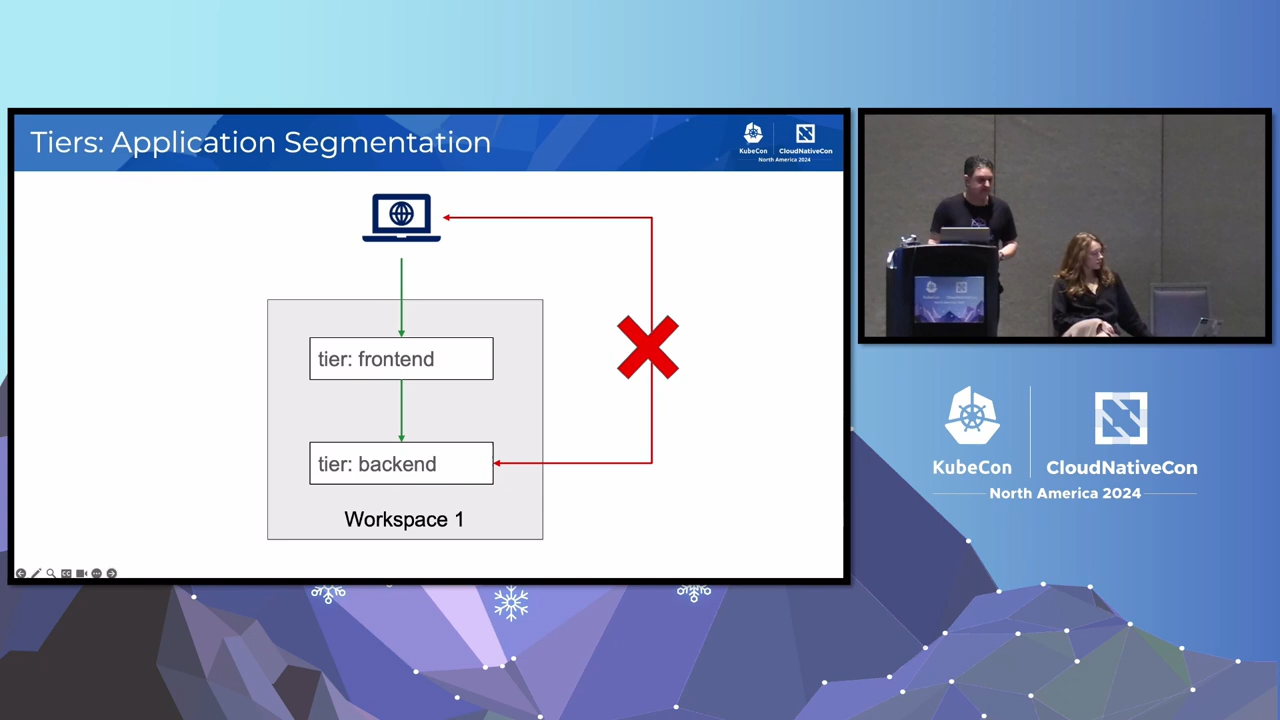 Tiers: Application Segmentation
KubeCon
CloudNativeCon
North America 2024
tier: frontend
tier: backend
Workspace 1
KubeCon
CloudNativeCon
North America 2024